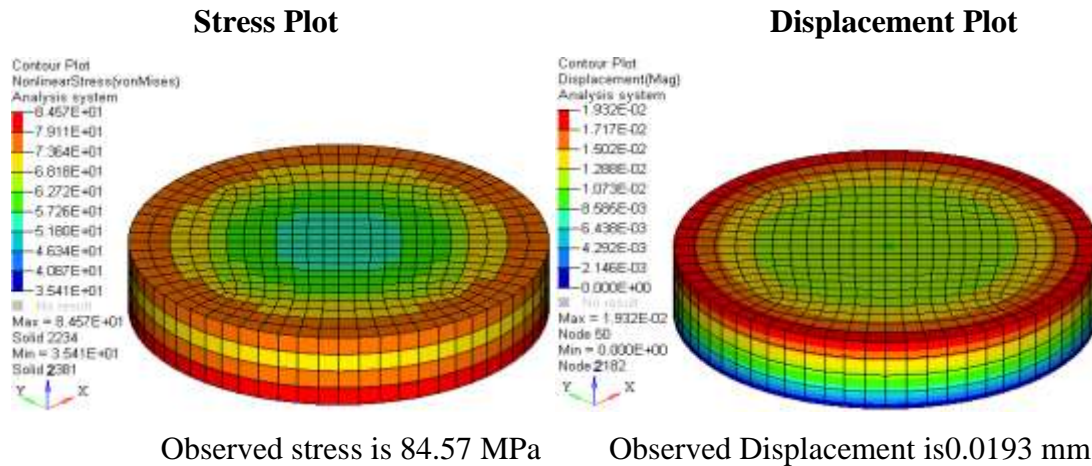 Stress Plot
Displacement Plot
Contour Plot
NonlinearStress(vonMises)
Analysis system
8.457E+01
7.911E+01
7.364E+01
6.818E+01
6.272E+01
5.726E+01
5.180E+01
4.634E+01
4.087E+01
3.541E+01
No result
Max = 8.457E+01
Solid 2234
Min = 3.541E+01
Solid 2381
Y Z X
Contour Plot
Displacement(Mag)
Analysis system
1.932E-02
1.717E-02
1.502E-02
1.288E-02
1.073E-02
8.585E-03
6.438E-03
4.292E-03
2.146E-03
0.000E+00
No result
Max = 1.932E-02
Node 50
Min = 0.000E+00
Node 2182
Y Z X
Observed stress is 84.57 MPa
Observed Displacement is0.0193 mm